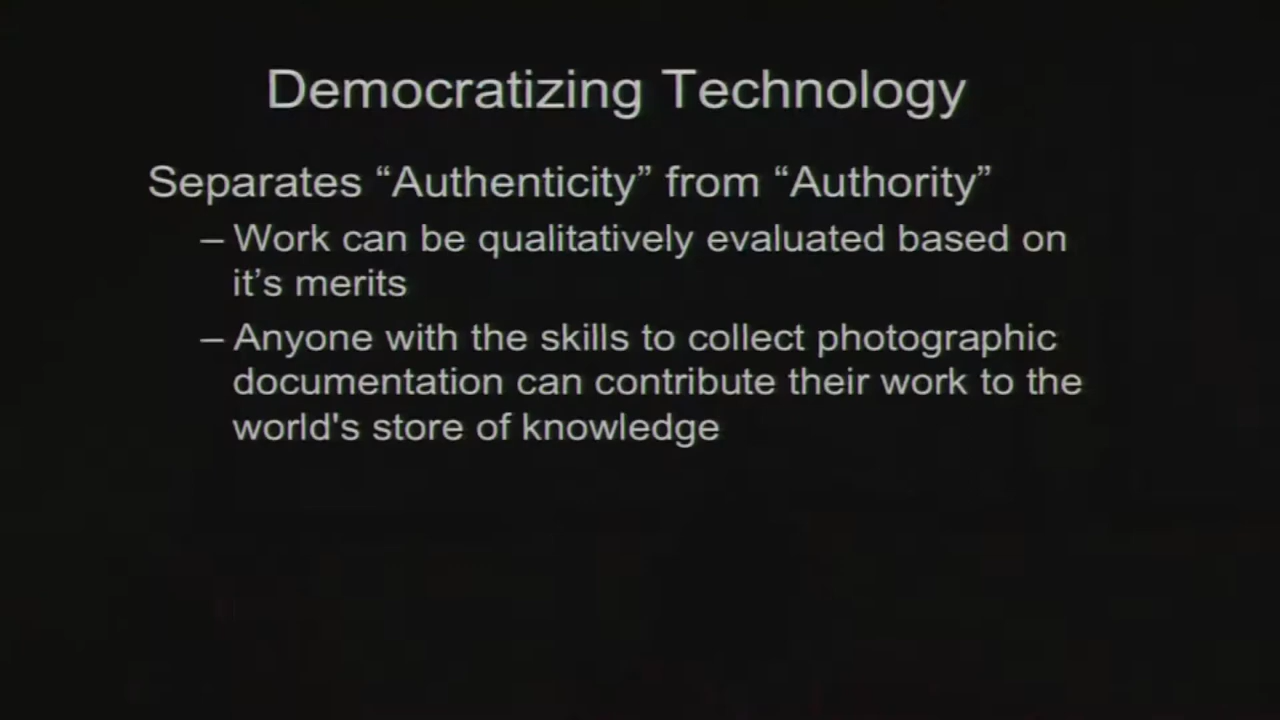 Democratizing Technology
Separates “Authenticity” from “Authority”
– Work can be qualitatively evaluated based on
it’s merits
– Anyone with the skills to collect photographic
documentation can contribute their work to the
world's store of knowledge